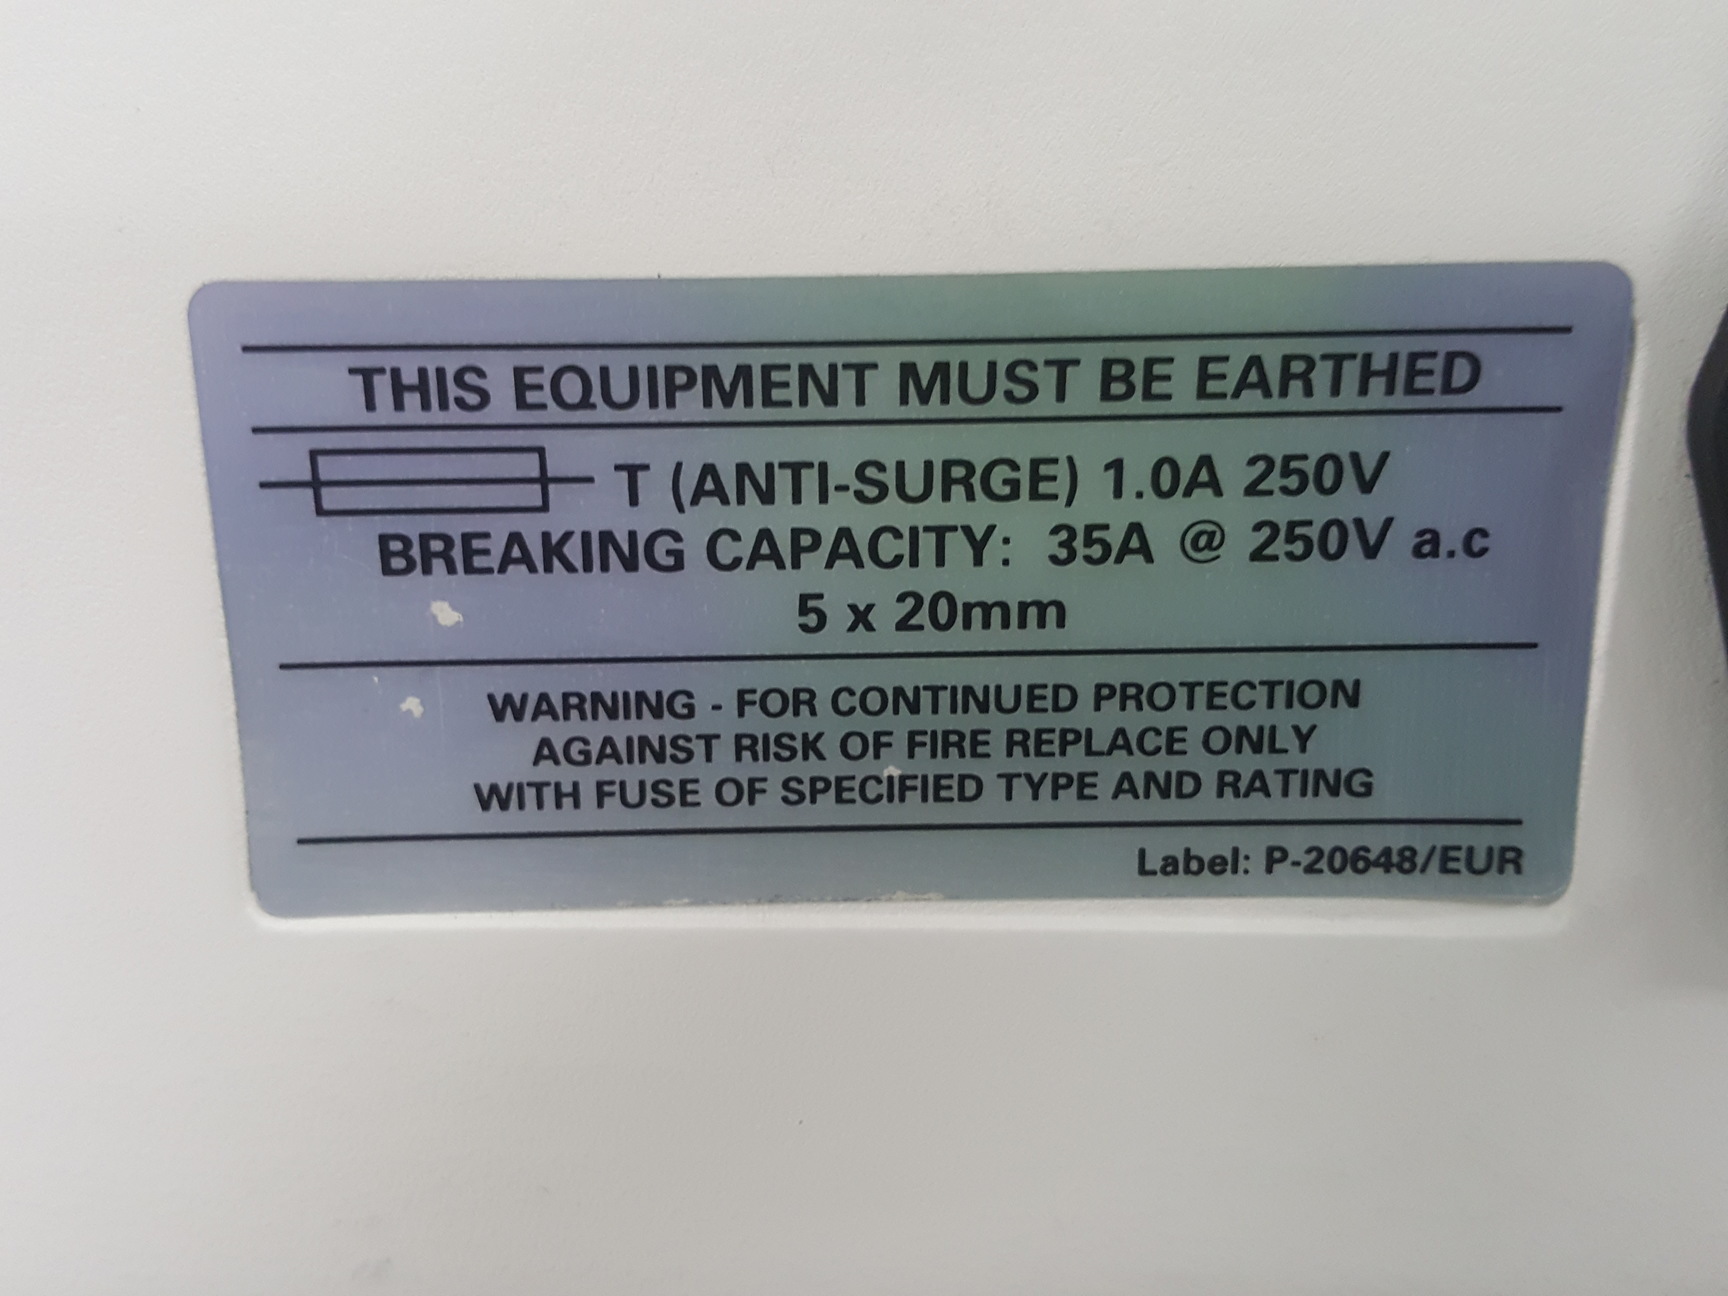 THIS EQUIPMENT MUST BE EARTHED
T (ANTI-SURGE) 1.0A 250V
BREAKING CAPACITY: 35A @ 250V a.c
5 x 20mm
WARNING - FOR CONTINUED PROTECTION
AGAINST RISK OF FIRE REPLACE ONLY
WITH FUSE OF SPECIFIED TYPE AND RATING
Label: P-20648/EUR